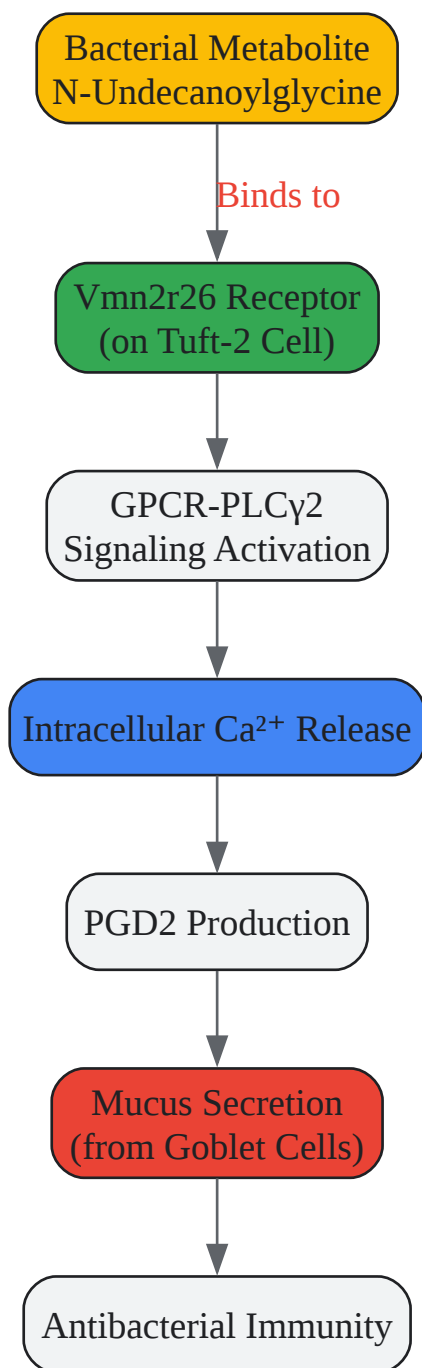 Bacterial Metabolite
N-Undecanoylglycine
Binds to
Vmn2r26 Receptor
(on Tuft-2 Cell)
GPCR-PLCγ2
Signaling Activation
Intracellular Ca²⁺ Release
PGD2 Production
Mucus Secretion
(from Goblet Cells)
Antibacterial Immunity